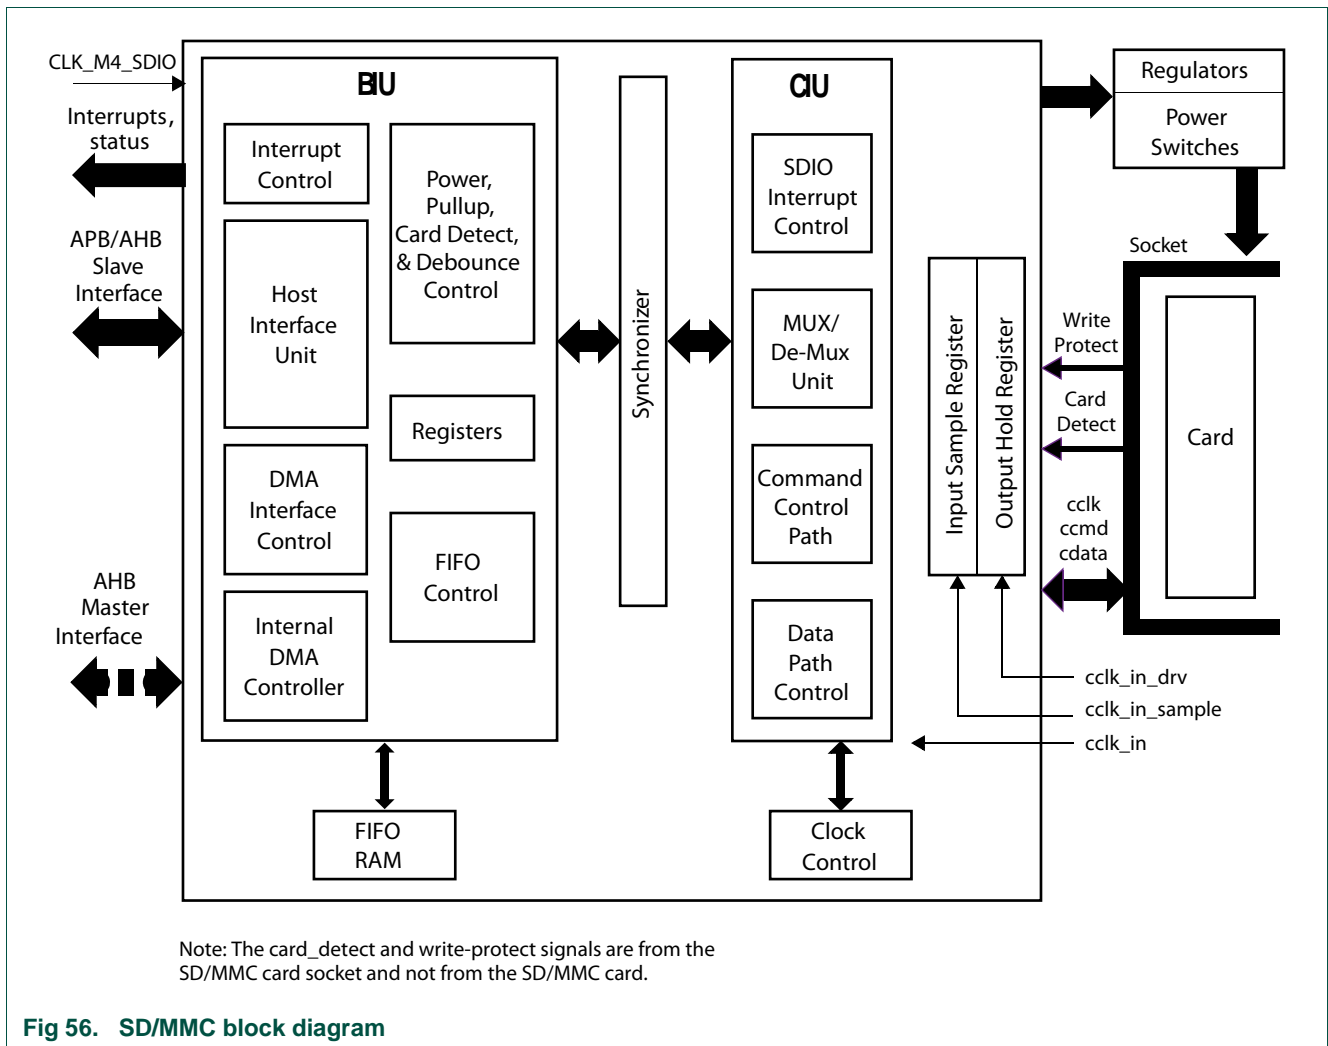 CLK_M4_SDIO
Interrupts,
status
APB/AHB
Slave
Interface
AHB
Master
Interface
BIU
Interrupt
Control
Host
Interface
Unit
DMA
Interface
Control
Internal
DMA
Controller
Power,
Pullup,
Card Detect,
& Debounce
Control
Registers
FIFO
Control
FIFO
RAM
Synchronizer
CIU
SDIO
Interrupt
Control
MUX/
De-Mux
Unit
Command
Control
Path
Data
Path
Control
Clock
Control
Input Sample Register
Output Hold Register
Regulators
Power
Switches
Socket
Write
Protect
Card
Detect
cclk
ccmd
cdata
Card
cclk_in_drv
cclk_in_sample
cclk_in
Note: The card_detect and write-protect signals are from the
SD/MMC card socket and not from the SD/MMC card.
Fig 56. SD/MMC block diagram